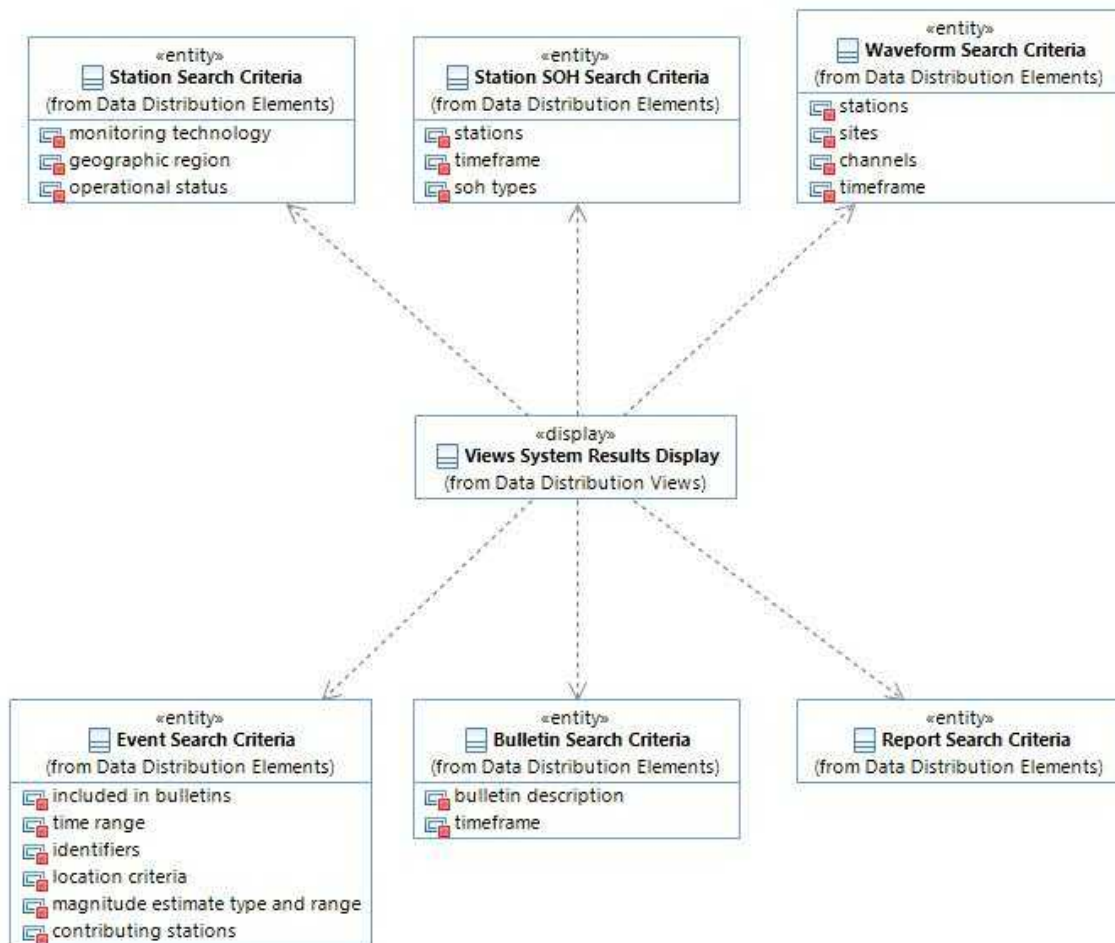 «entity»
Station Search Criteria
(from Data Distribution Elements)
monitoring technology
geographic region
operational status
«entity»
Station SOH Search Criteria
(from Data Distribution Elements)
stations
timeframe
soh types
«entity»
Waveform Search Criteria
(from Data Distribution Elements)
stations
sites
channels
timeframe
«display»
Views System Results Display
(from Data Distribution Views)
«entity»
Event Search Criteria
(from Data Distribution Elements)
included in bulletins
time range
identifiers
location criteria
magnitude estimate type and range
contributing stations
«entity»
Bulletin Search Criteria
(from Data Distribution Elements)
bulletin description
timeframe
«entity»
Report Search Criteria
(from Data Distribution Elements)